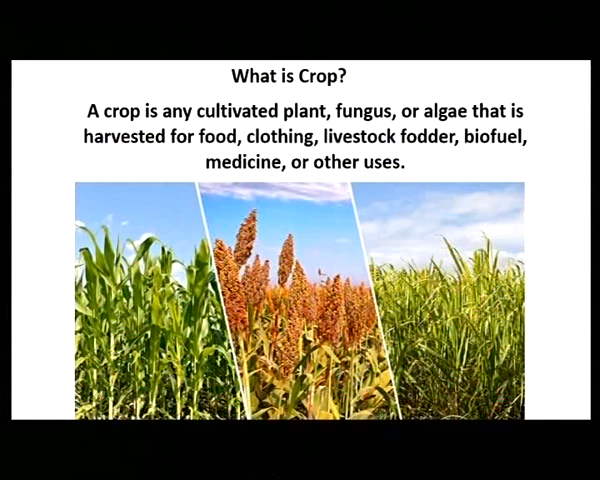 What is Crop?
A crop is any cultivated plant, fungus, or algae that is
harvested for food, clothing, livestock fodder, biofuel,
medicine, or other uses.